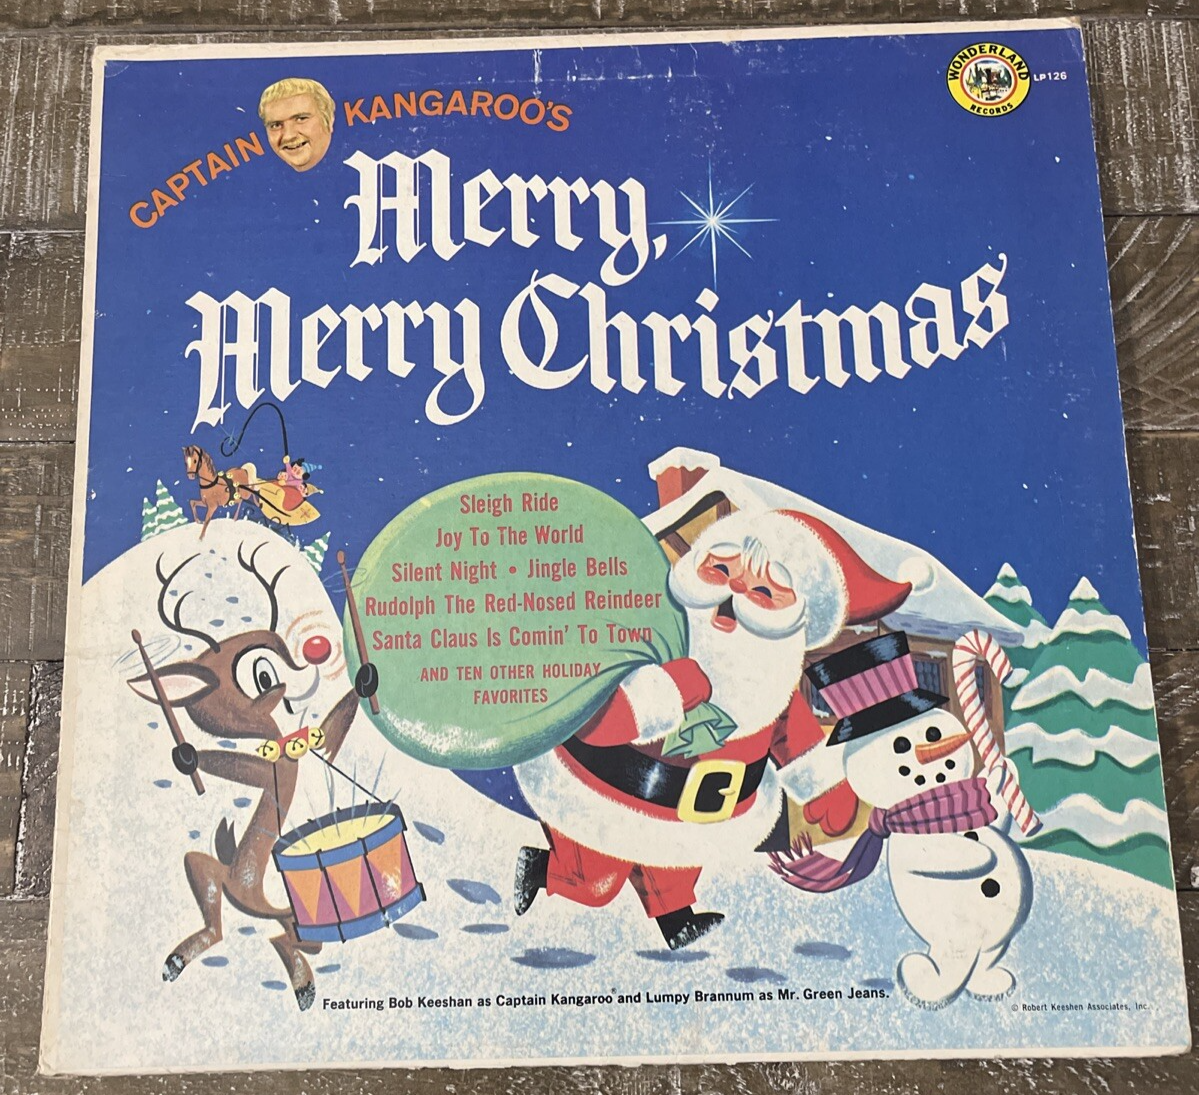 CAPTAIN KANGAROO'S
WONDERLAND
RECORDS
LP126
Merry,
Merry Christmas
Sleigh Ride
Joy To The World
Silent Night • Jingle Bells
Rudolph The Red-Nosed Reindeer
Santa Claus Is Comin' To Town
AND TEN OTHER HOLIDAY
FAVORITES
Featuring Bob Keeshan as Captain Kangaroo® and Lumpy Brannum as Mr. Green Jeans.
© Robert Keeshen Associates, Inc.